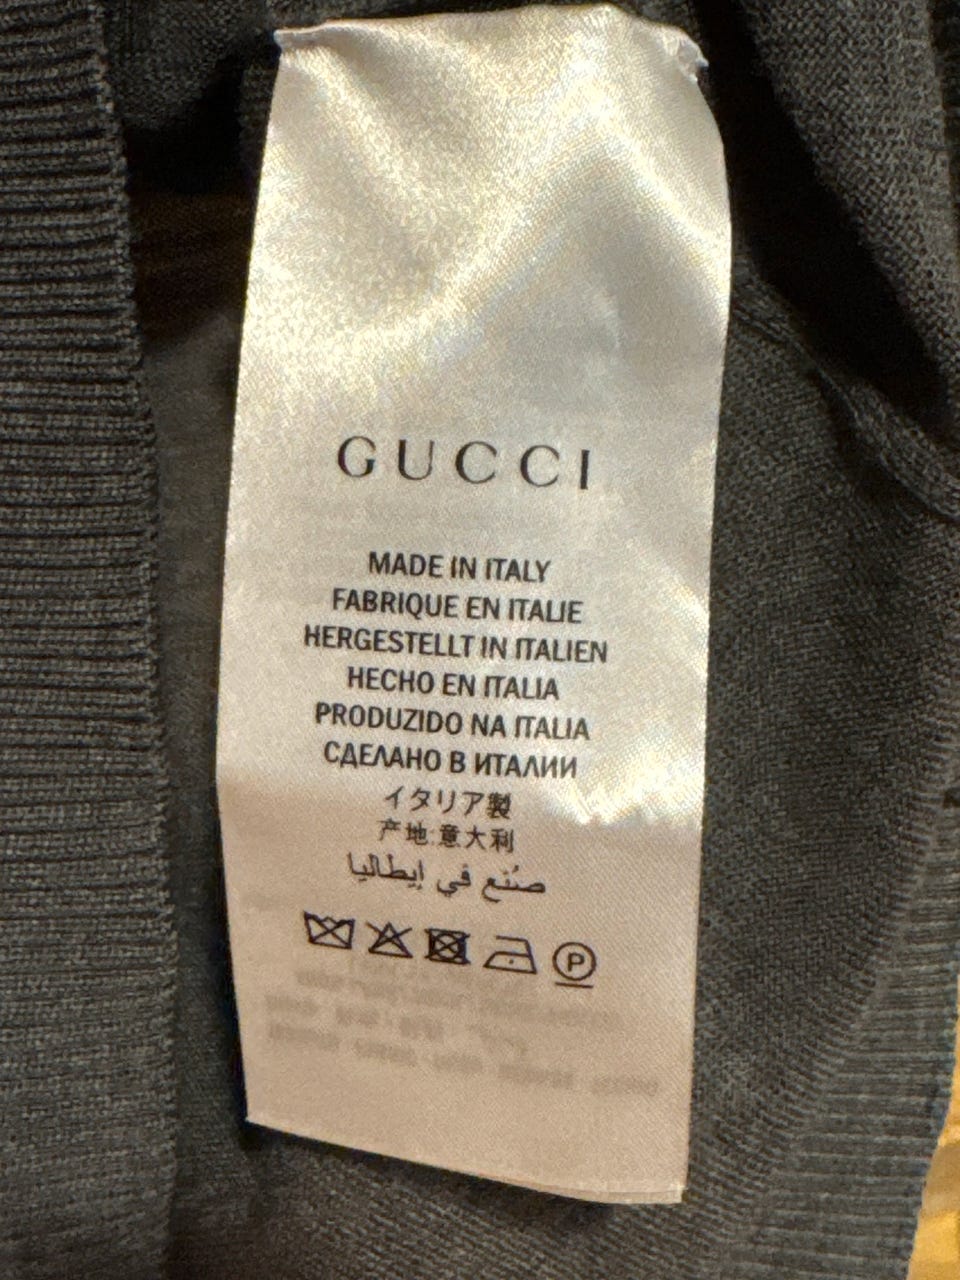 GUCCI
MADE IN ITALY
FABRIQUE EN ITALIE
HERGESTELLT IN ITALIEN
HECHO EN ITALIA
PRODUZIDO NA ITALIA
СДЕЛАНО В ИТАЛИИ
イタリア製
产地:意大利
صُنع في إيطاليا
P